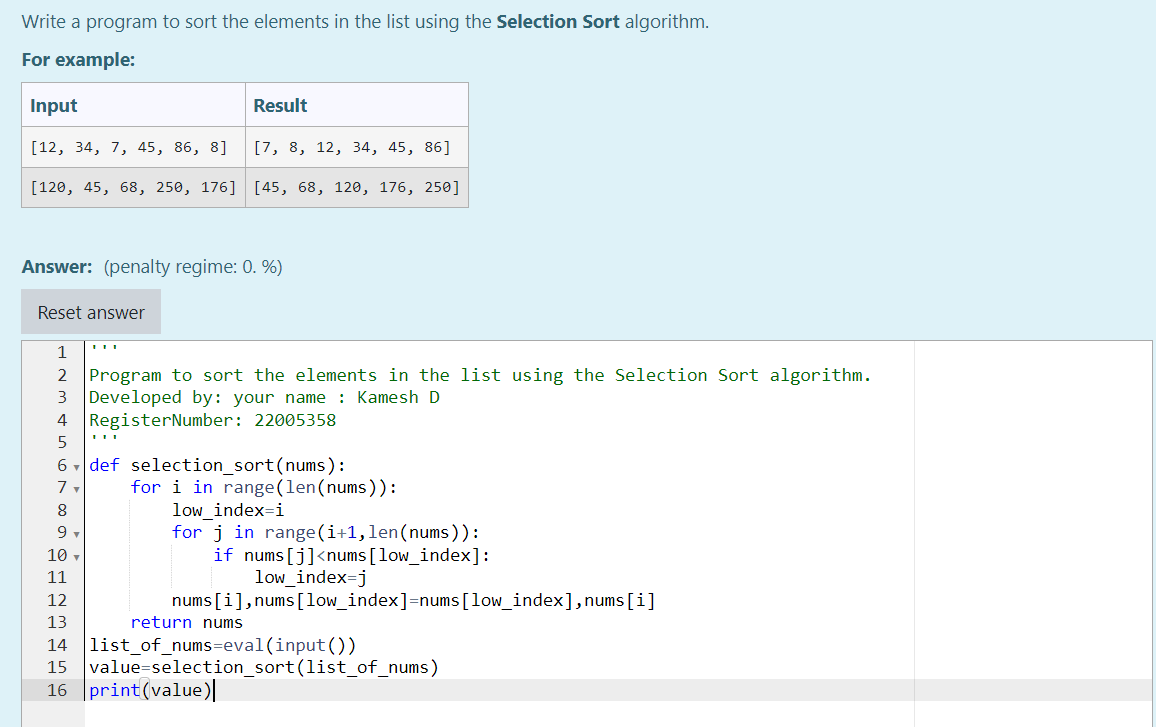 Write a program to sort the elements in the list using the Selection Sort algorithm.
For example:
Input Result
[12, 34, 7, 45, 86, 8] [7, 8, 12, 34, 45, 86]
[120, 45, 68, 250, 176] [45, 68, 120, 176, 250]
Answer: (penalty regime: 0. %)
Reset answer
1 '''
2 Program to sort the elements in the list using the Selection Sort algorithm.
3 Developed by: your name : Kamesh D
4 RegisterNumber: 22005358
5 '''
6 def selection_sort(nums):
7     for i in range(len(nums)):
8         low_index=i
9         for j in range(i+1,len(nums)):
10             if nums[j]<nums[low_index]:
11                 low_index=j
12         nums[i],nums[low_index]=nums[low_index],nums[i]
13     return nums
14 list_of_nums=eval(input())
15 value=selection_sort(list_of_nums)
16 print(value)